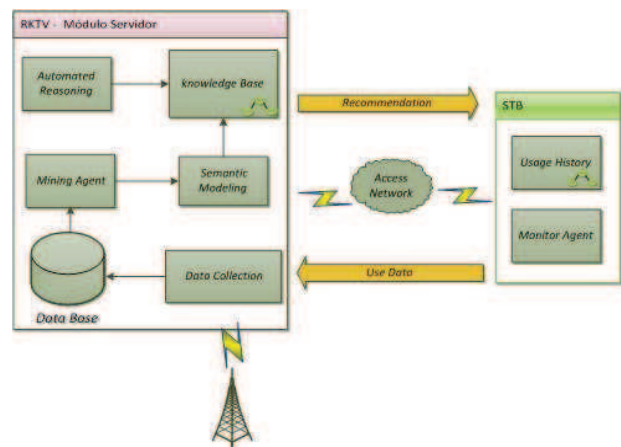 RKTV - Módulo Servidor
Automated
Reasoning
knowledge Base
Recommendation
STB
Usage History
Mining Agent
Semantic
Modeling
Access
Network
Monitor Agent
Data Collection
Use Data
Data Base